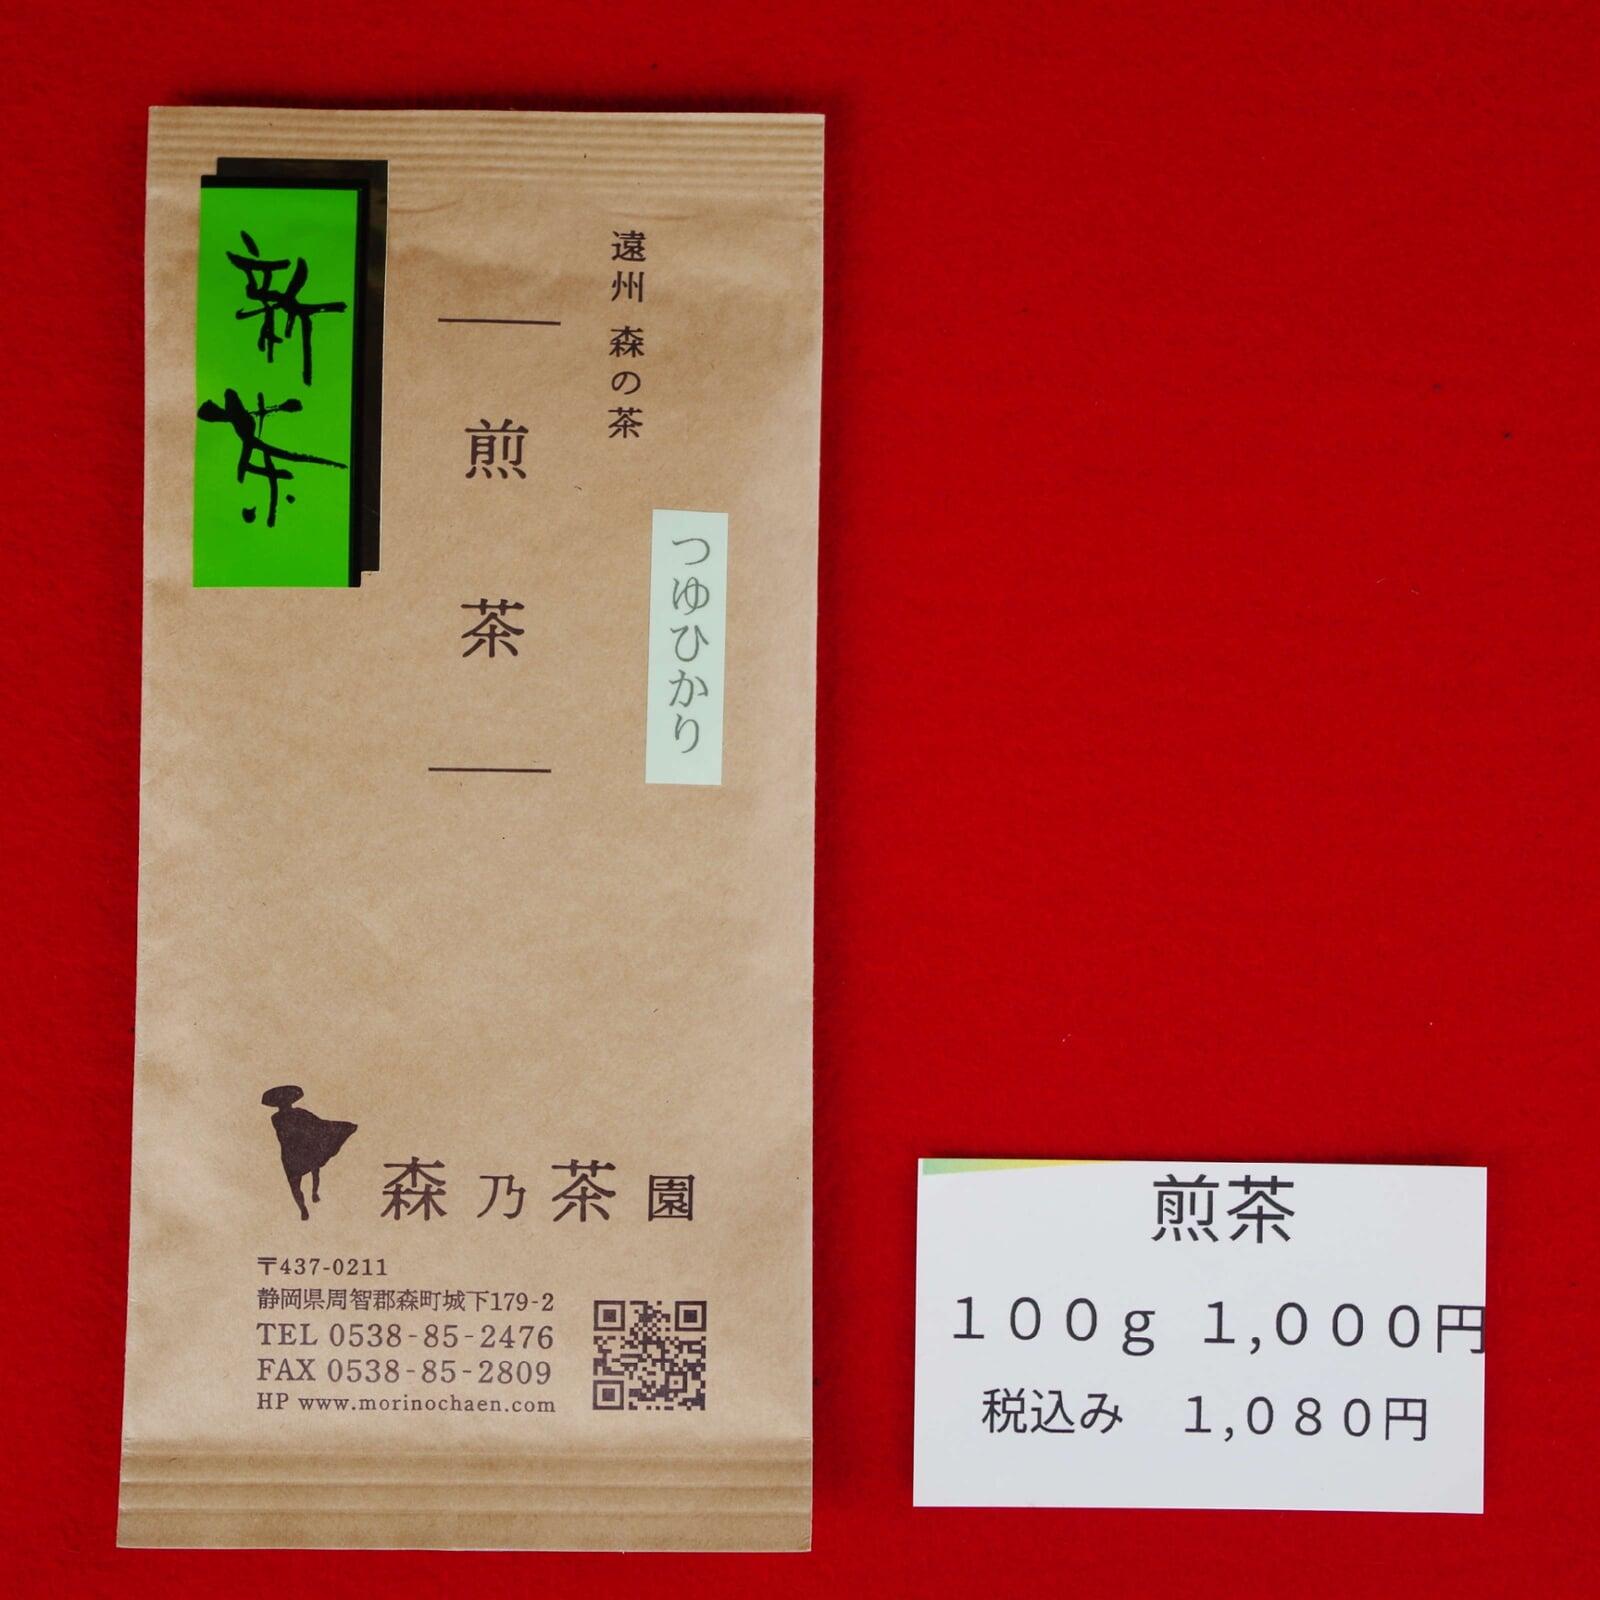 新茶
遠州 森の茶
煎茶
つゆひかり
森乃茶園
〒437-0211
静岡県周智郡森町城下179-2
TEL 0538-85-2476
FAX 0538-85-2809
HP www.morinochaen.com
煎茶
１００ｇ １,０００円
税込み １,０８０円